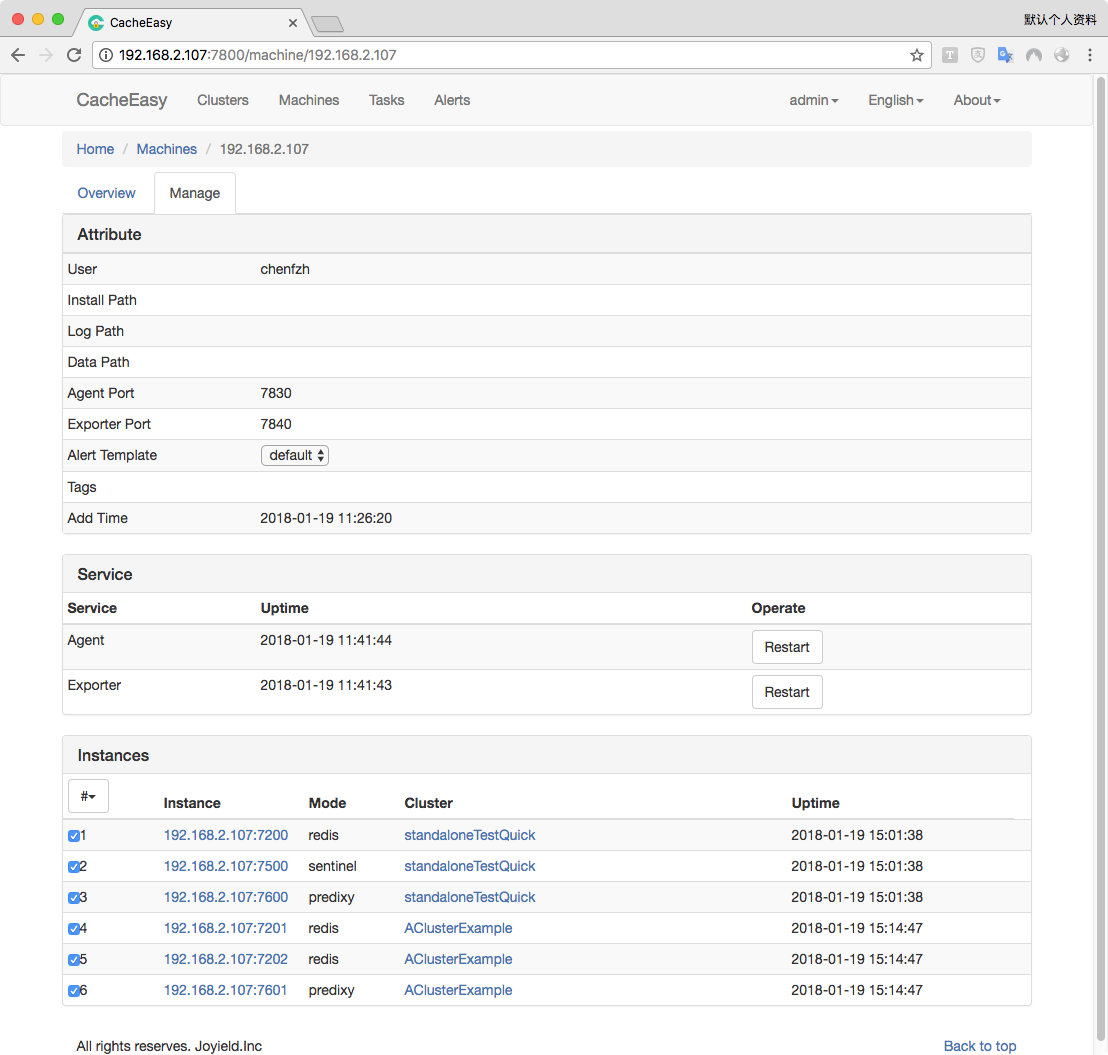 CacheEasy
默认个人资料
192.168.2.107:7800/machine/192.168.2.107
CacheEasy Clusters Machines Tasks Alerts admin English About
Home / Machines / 192.168.2.107
Overview Manage
Attribute
User chenfzh
Install Path
Log Path
Data Path
Agent Port 7830
Exporter Port 7840
Alert Template default
Tags
Add Time 2018-01-19 11:26:20
Service
Service Uptime Operate
Agent 2018-01-19 11:41:44 Restart
Exporter 2018-01-19 11:41:43 Restart
Instances
# Instance Mode Cluster Uptime
1 192.168.2.107:7200 redis standaloneTestQuick 2018-01-19 15:01:38
2 192.168.2.107:7500 sentinel standaloneTestQuick 2018-01-19 15:01:38
3 192.168.2.107:7600 predixy standaloneTestQuick 2018-01-19 15:01:38
4 192.168.2.107:7201 redis AClusterExample 2018-01-19 15:14:47
5 192.168.2.107:7202 redis AClusterExample 2018-01-19 15:14:47
6 192.168.2.107:7601 predixy AClusterExample 2018-01-19 15:14:47
All rights reserves. Joyield.Inc Back to top